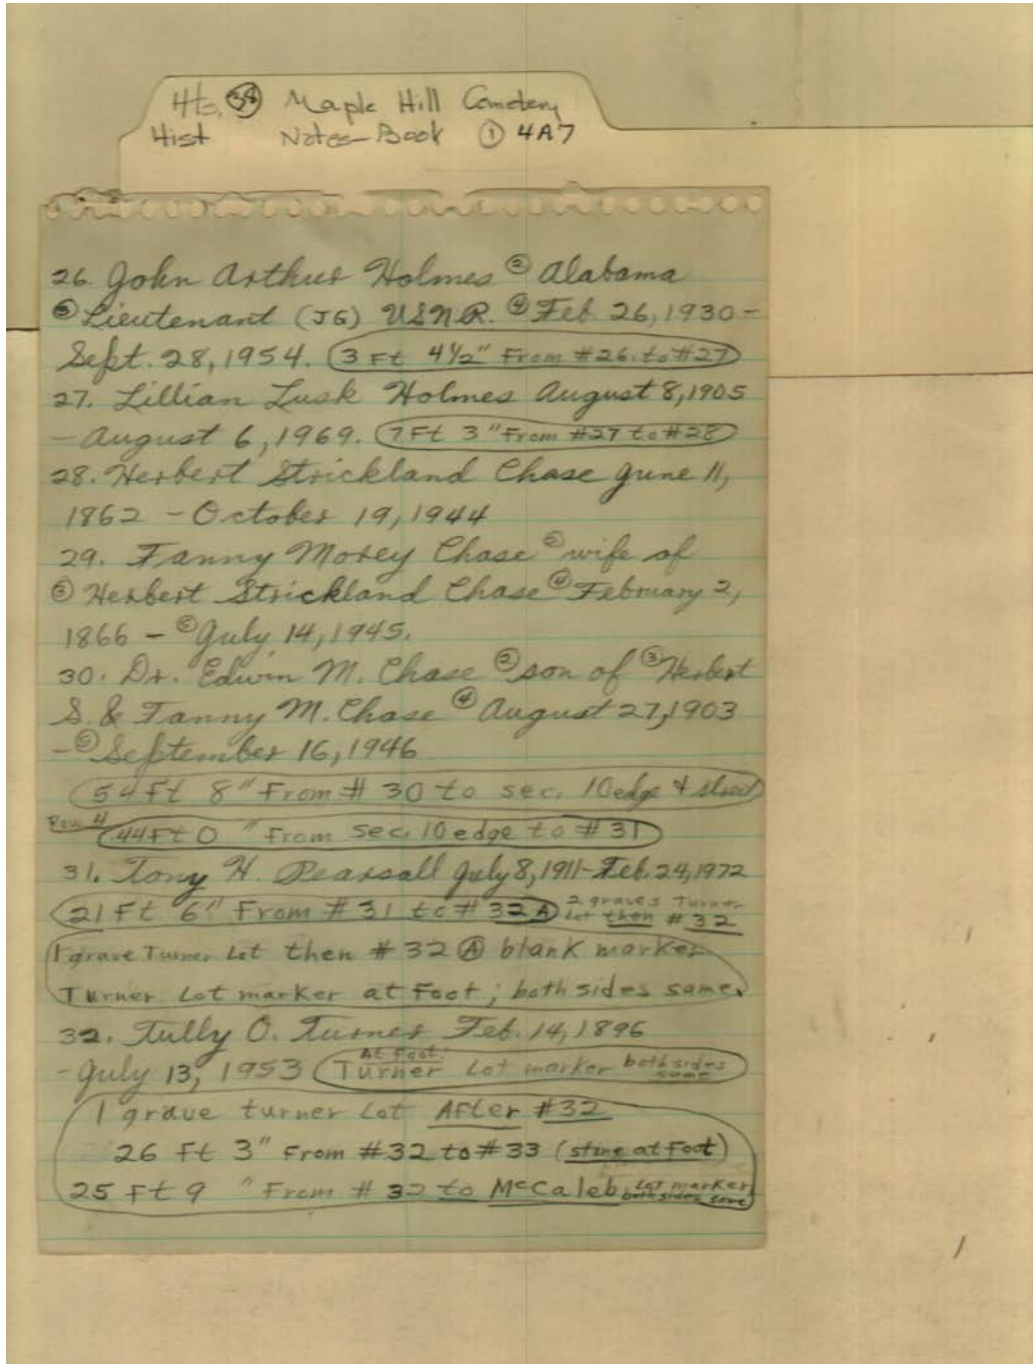 Hts. 38 Maple Hill Cemetery
Hist Notes-Book ① 4A7
26. John Arthur Holmes ② Alabama
③ Lieutenant (JG) USNR. ④ Feb. 26, 1930 -
Sept. 28, 1954. 3 Ft 4½" From #26. to #27
27. Lillian Lusk Holmes August 8, 1905
- August 6, 1969. 7 Ft 3" From #27 to #28
28. Herbert Strickland Chase June 11,
1862 - October 19, 1944
29. Fanny Morey Chase ② wife of
③ Herbert Strickland Chase ④ February 2,
1866 - ⑤ July 14, 1945.
30. Dr. Edwin M. Chase ② son of ③ Herbert
S. & Fanny M. Chase ④ August 27, 1903
- ⑤ September 16, 1946
54 Ft 8" From # 30 to sec. 10 edge & street
Row 4 44 Ft 0 " From sec. 10 edge to # 31
31. Tony H. Pearsall July 8, 1911 - Feb. 24, 1972
21 Ft 6" From # 31 to # 32 A 2 graves Turner
Lot then # 32
1 grave Turner Lot then # 32 Ⓐ blank marker
Turner Lot marker at Foot; both sides same
32. Tully O. Turner Feb. 14, 1896
- July 13, 1953 At Foot: Turner Lot marker both sides same
1 grave turner Lot After #32
26 Ft 3" From #32 to #33 (stone at Foot)
25 Ft 9 " From # 32 to McCaleb Lot marker both sides same